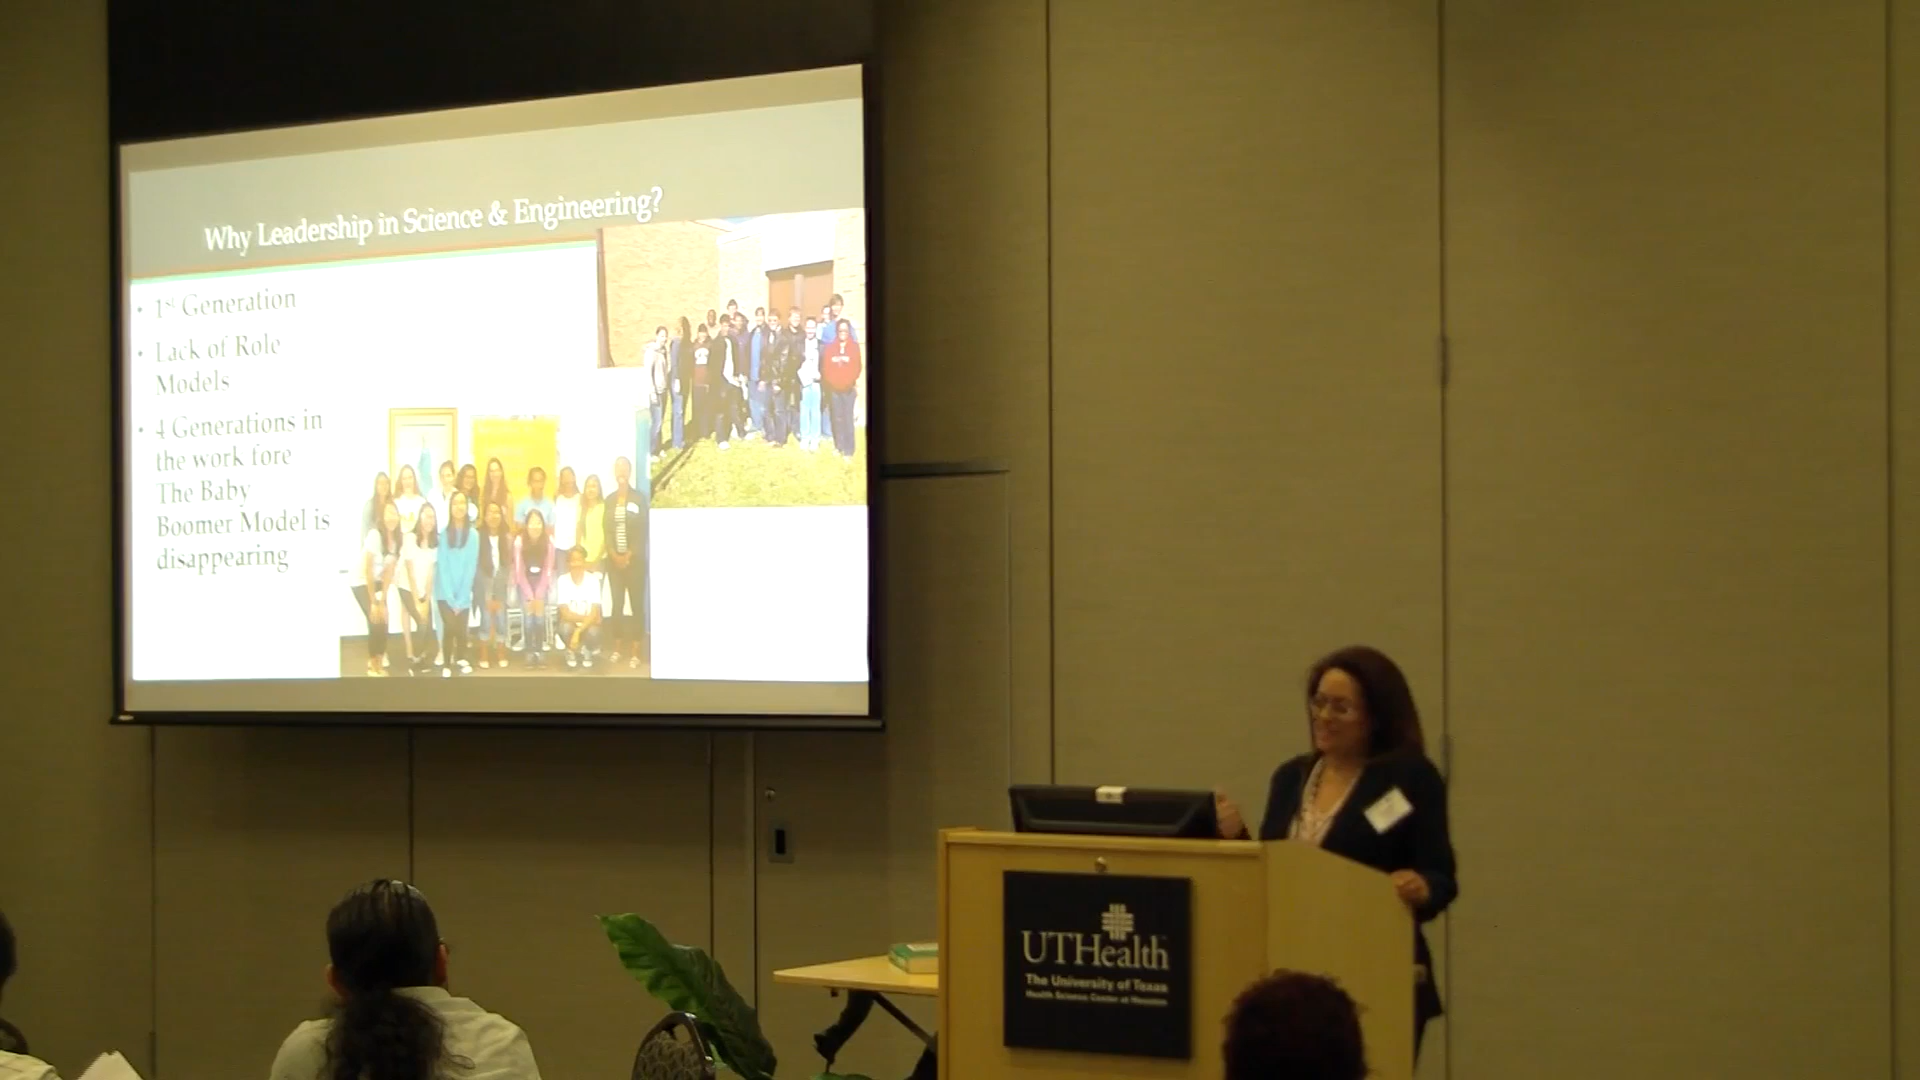 Why Leadership in Science & Engineering?
• 1st Generation
• Lack of Role
Models
• 4 Generations in
the work fore
The Baby
Boomer Model is
disappearing
UTHealth
The University of Texas
Health Science Center at Houston